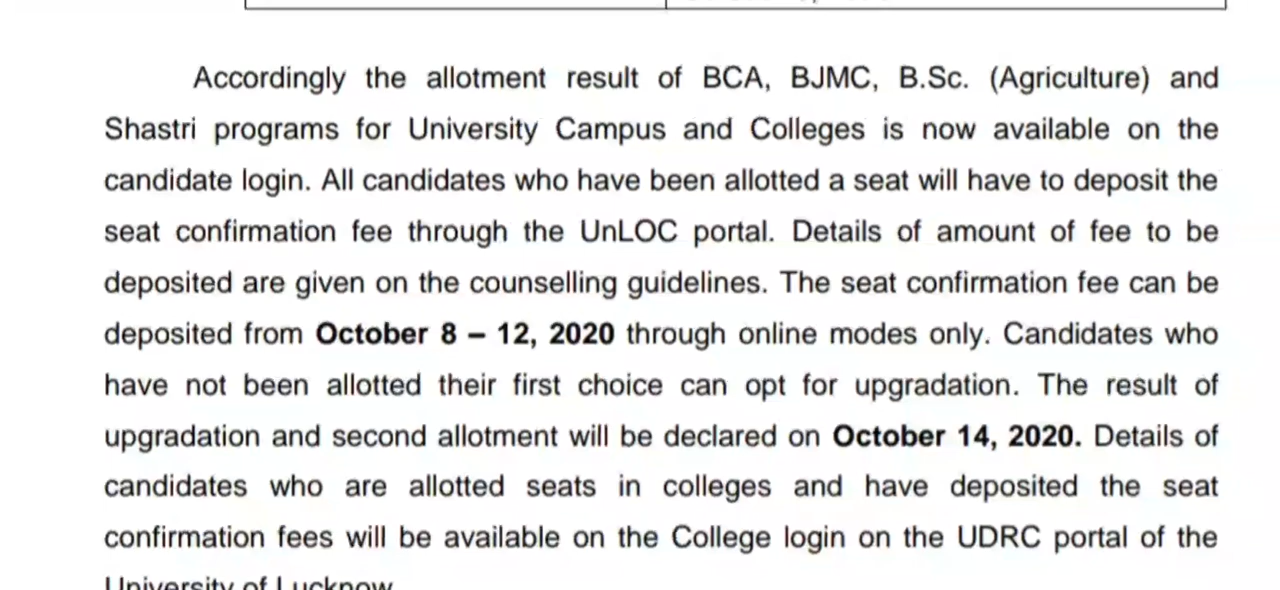 Accordingly the allotment result of BCA, BJMC, B.Sc. (Agriculture) and
Shastri programs for University Campus and Colleges is now available on the
candidate login. All candidates who have been allotted a seat will have to deposit the
seat confirmation fee through the UnLOC portal. Details of amount of fee to be
deposited are given on the counselling guidelines. The seat confirmation fee can be
deposited from October 8 – 12, 2020 through online modes only. Candidates who
have not been allotted their first choice can opt for upgradation. The result of
upgradation and second allotment will be declared on October 14, 2020. Details of
candidates who are allotted seats in colleges and have deposited the seat
confirmation fees will be available on the College login on the UDRC portal of the
University of Lucknow